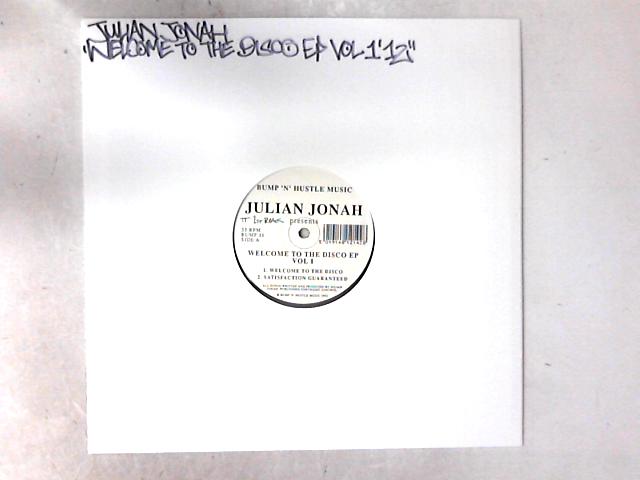 JULIAN JONAH
"WELCOME TO THE DISCO EP VOL 1 "12"
BUMP 'N' HUSTLE MUSIC
JULIAN JONAH
presents
33 RPM
SIDE A
WELCOME TO THE DISCO EP
VOL 1
1. WELCOME TO THE DISCO
2. SATISFACTION GUARANTEED